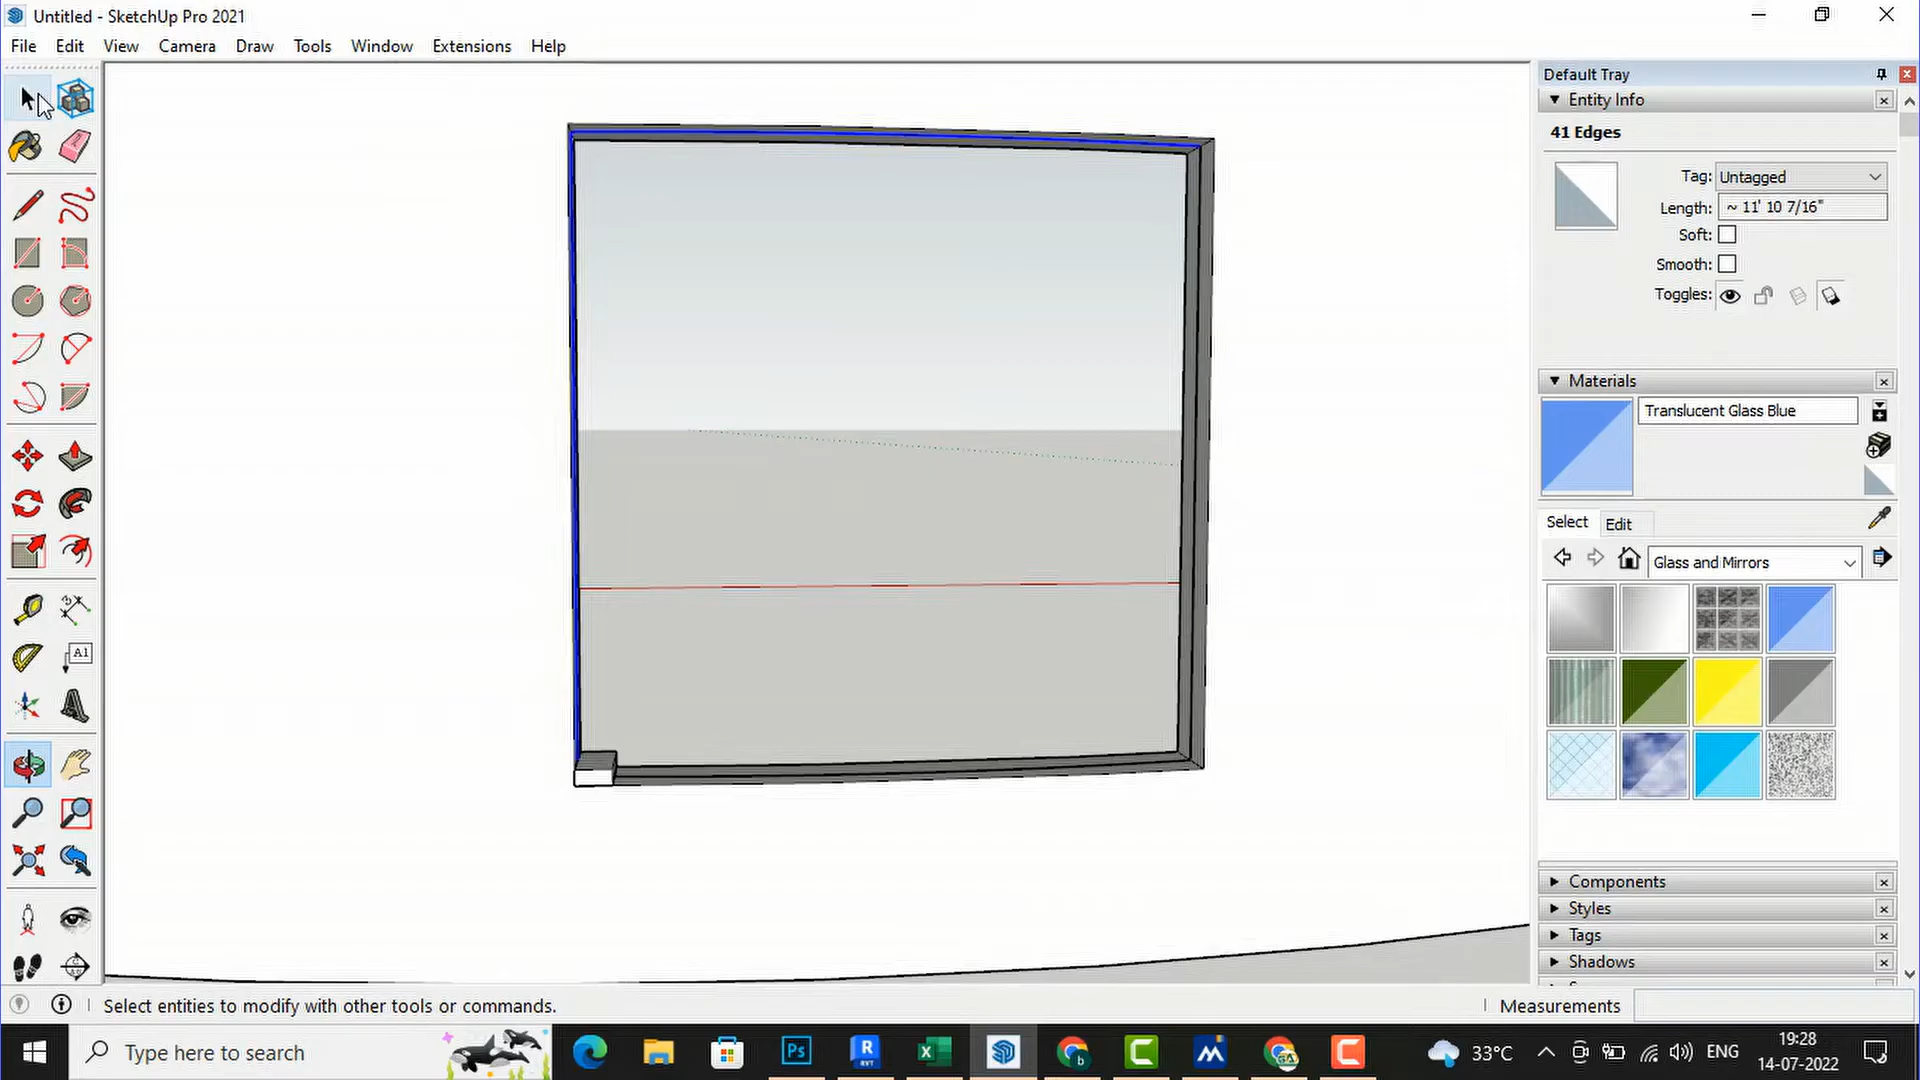 Untitled - SketchUp Pro 2021
File Edit View Camera Draw Tools Window Extensions Help
Default Tray
Entity Info
41 Edges
Tag: Untagged
Length: ~ 11' 10 7/16"
Soft:
Smooth:
Toggles:
Materials
Translucent Glass Blue
Select Edit
Glass and Mirrors
A1
Components
Styles
Tags
Shadows
Select entities to modify with other tools or commands.
Measurements
Type here to search
Ps
R
RVT
33°C
ENG
19:28
14-07-2022